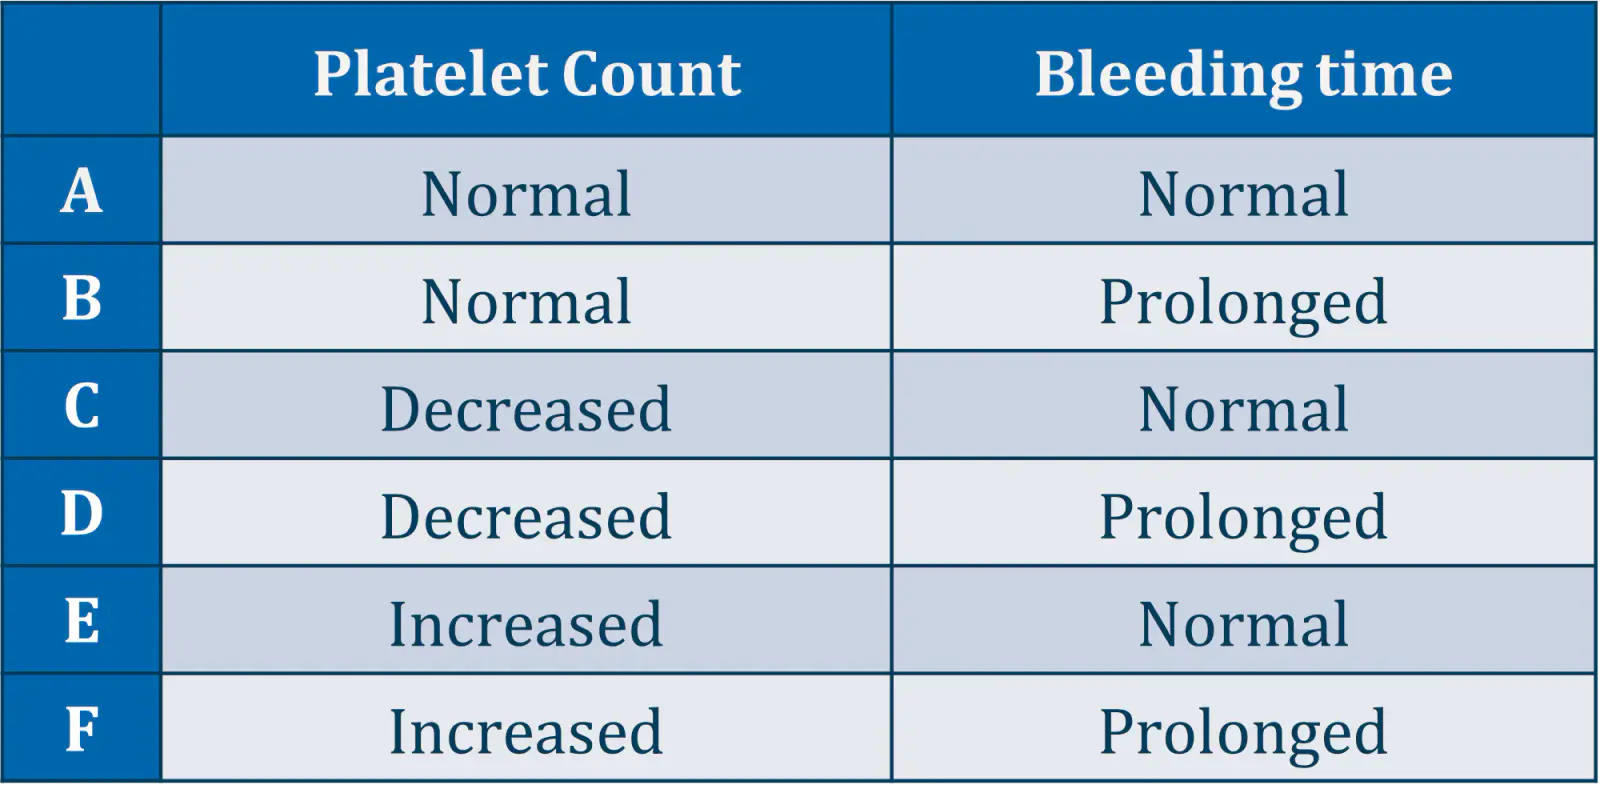 Platelet Count Bleeding time
A Normal Normal
B Normal Prolonged
C Decreased Normal
D Decreased Prolonged
E Increased Normal
F Increased Prolonged